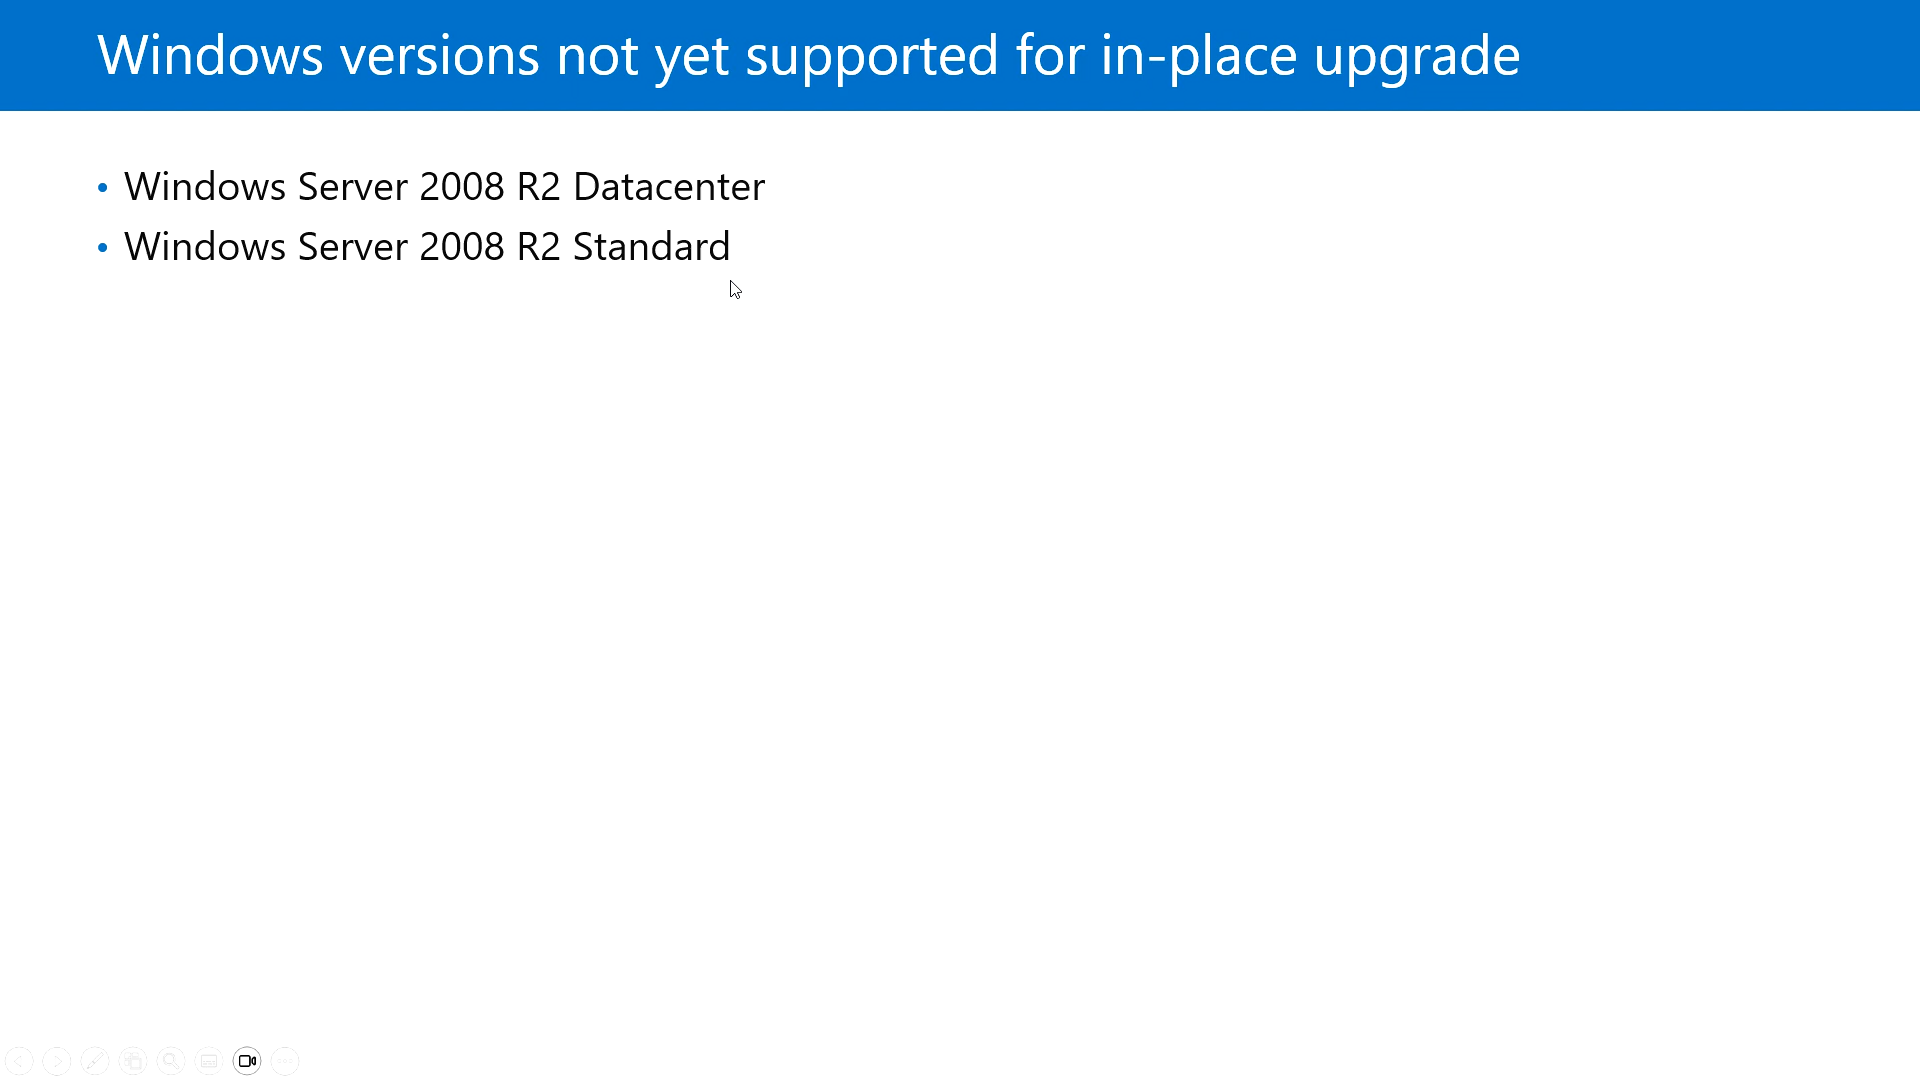 Windows versions not yet supported for in-place upgrade
• Windows Server 2008 R2 Datacenter
• Windows Server 2008 R2 Standard